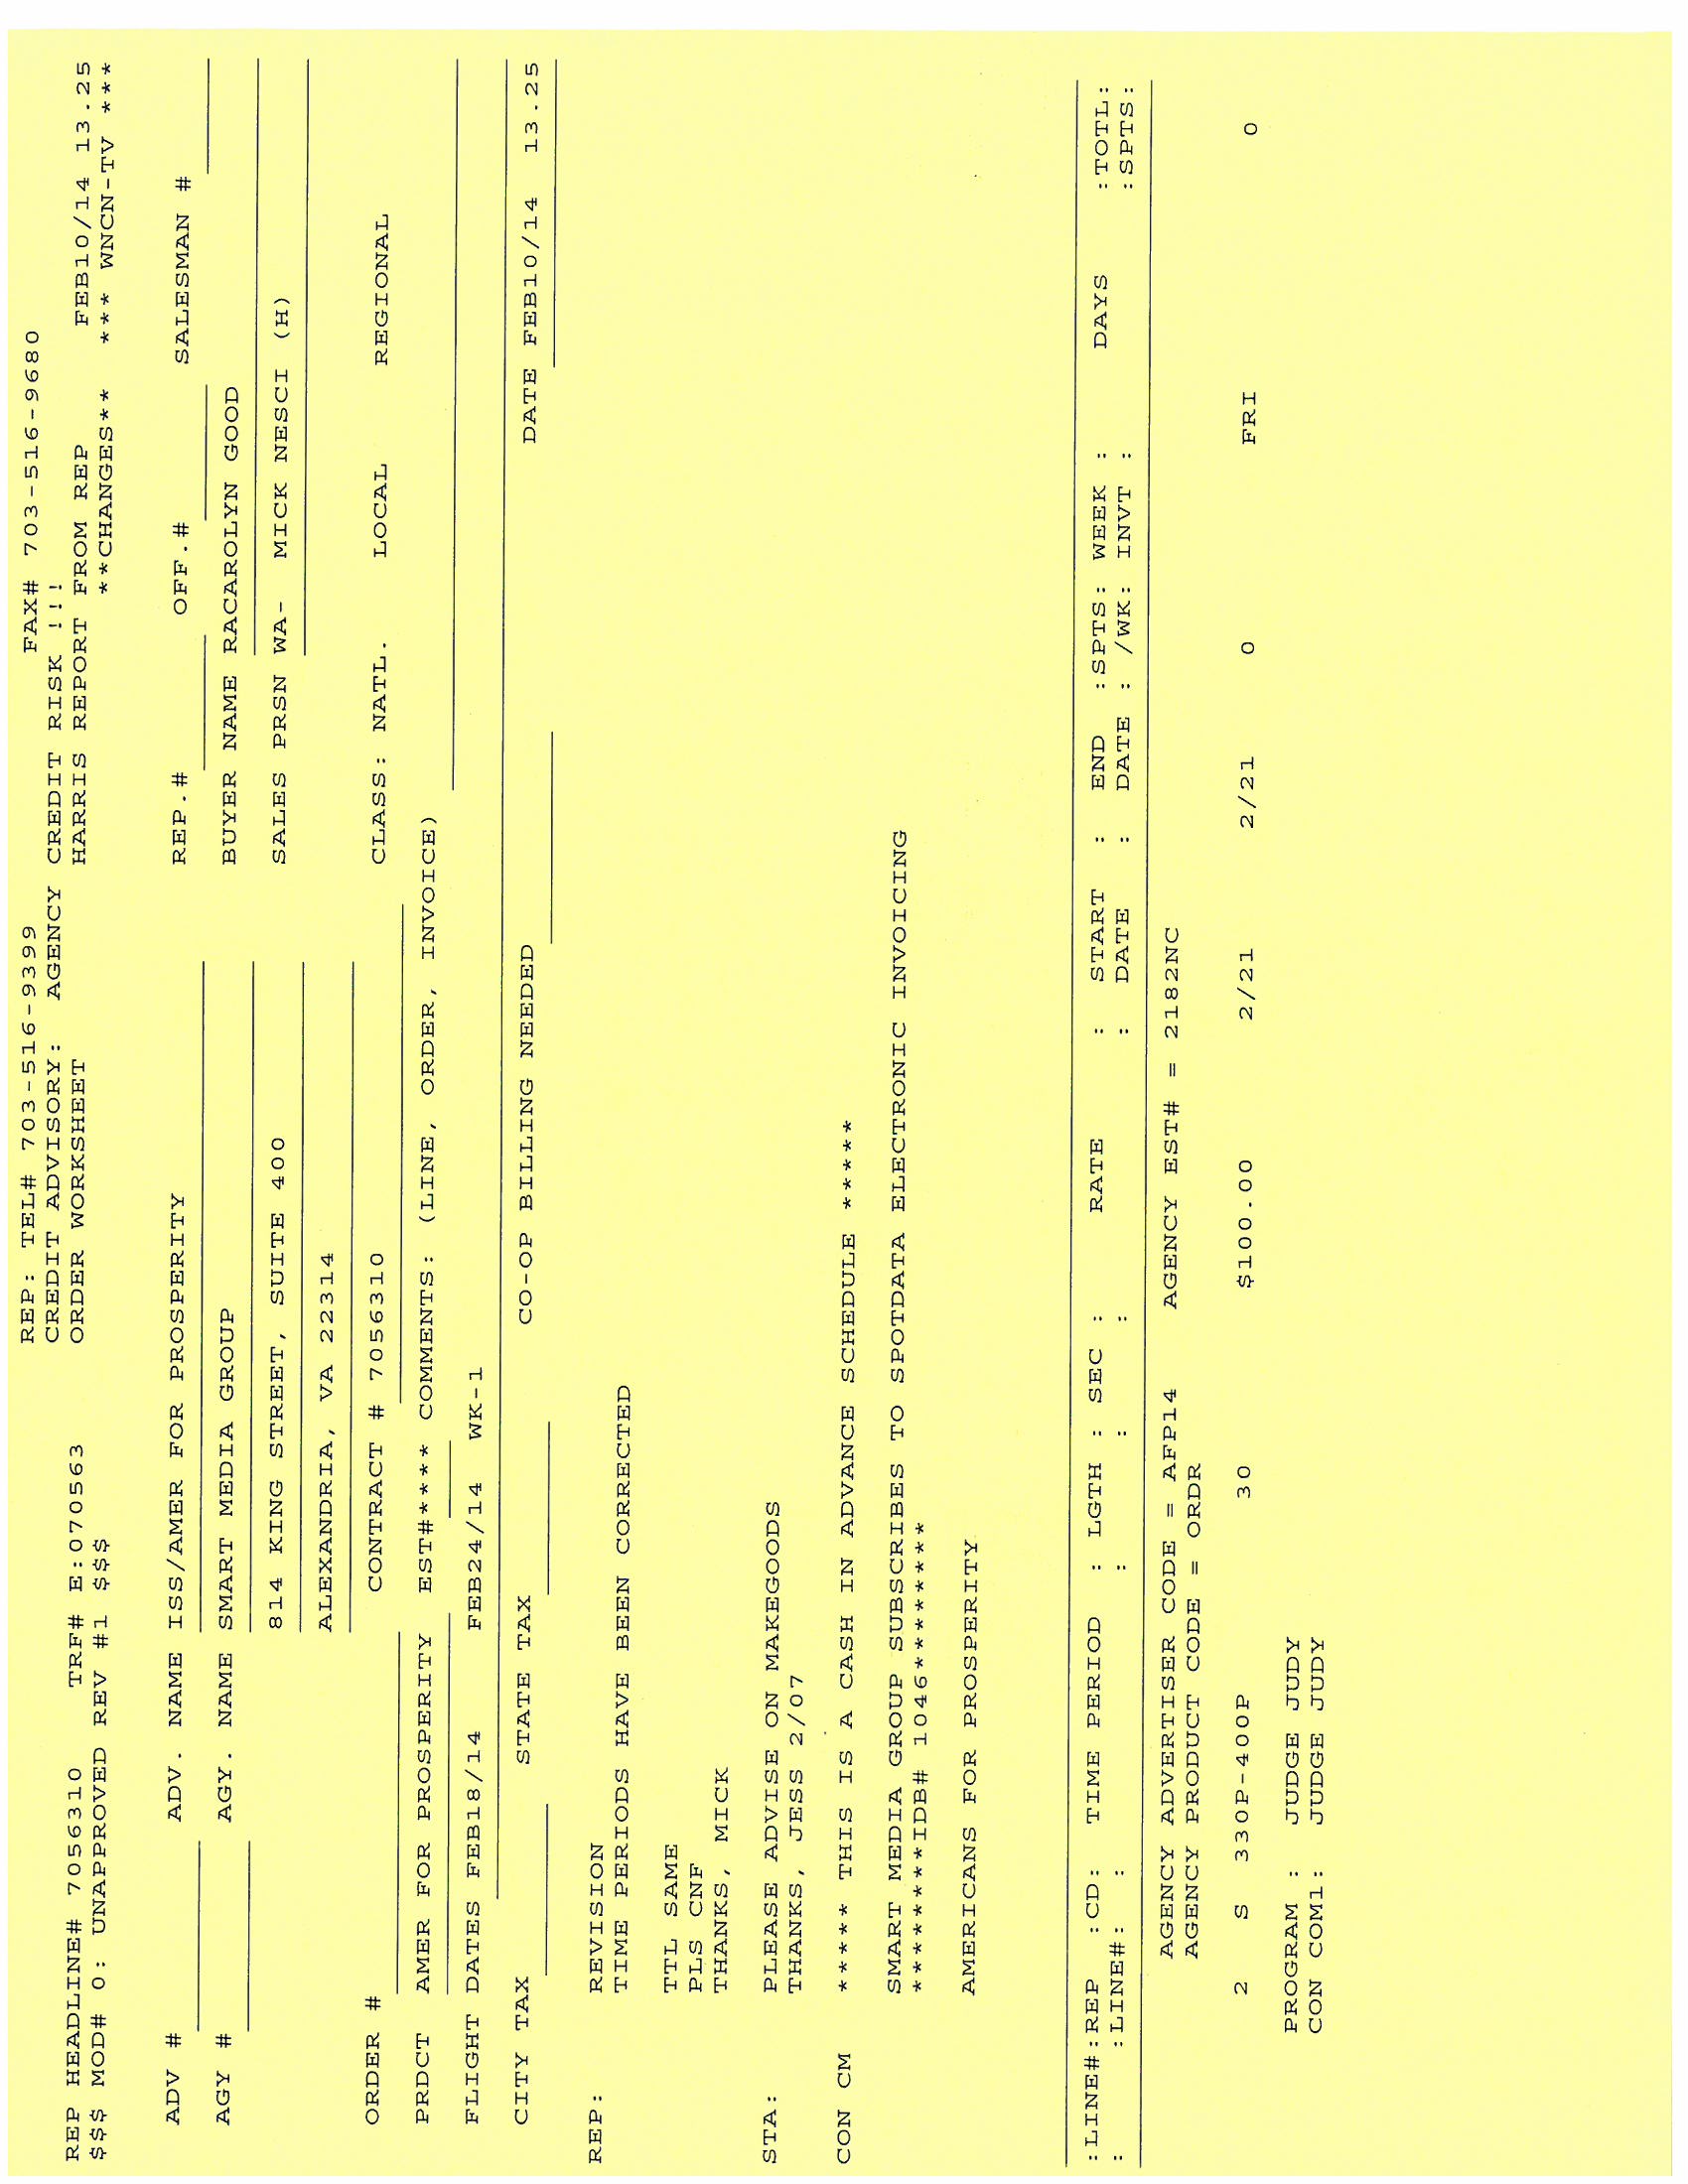 REP: TEL# 703-516-9399 FAX# 703-516-9680
CREDIT ADVISORY: AGENCY CREDIT RISK !!!
REP HEADLINE# 7056310 TRF# E:070563 ORDER WORKSHEET HARRIS REPORT FROM REP FEB10/14 13.25
$$$ MOD# 0: UNAPPROVED REV #1 $$$ **CHANGES** *** WNCN-TV ***
ADV # ADV. NAME ISS/AMER FOR PROSPERITY REP.# OFF.# SALESMAN #
AGY # AGY. NAME SMART MEDIA GROUP BUYER NAME RACAROLYN GOOD
814 KING STREET, SUITE 400 SALES PRSN WA- MICK NESCI (H)
ALEXANDRIA, VA 22314
ORDER # CONTRACT # 7056310 CLASS: NATL. LOCAL REGIONAL
PRDCT AMER FOR PROSPERITY EST#**** COMMENTS: (LINE, ORDER, INVOICE)
FLIGHT DATES FEB18/14 FEB24/14 WK-1
CITY TAX STATE TAX CO-OP BILLING NEEDED DATE FEB10/14 13.25
REP: REVISION
TIME PERIODS HAVE BEEN CORRECTED
TTL SAME
PLS CNF
THANKS, MICK
STA: PLEASE ADVISE ON MAKEGOODS
THANKS, JESS 2/07
CON CM ***** THIS IS A CASH IN ADVANCE SCHEDULE *****
SMART MEDIA GROUP SUBSCRIBES TO SPOTDATA ELECTRONIC INVOICING
*********IDB# 1046***********
AMERICANS FOR PROSPERITY
:LINE#:REP :CD: TIME PERIOD : LGTH : SEC : RATE : START : END :SPTS: WEEK : DAYS :TOTL:
: :LINE#: : : : : DATE : DATE : /WK: INVT : :SPTS:
AGENCY ADVERTISER CODE = AFP14 AGENCY EST# = 2182NC
AGENCY PRODUCT CODE = ORDR
2 S 330P-400P 30 $100.00 2/21 2/21 0 FRI 0
PROGRAM : JUDGE JUDY
CON COM1: JUDGE JUDY